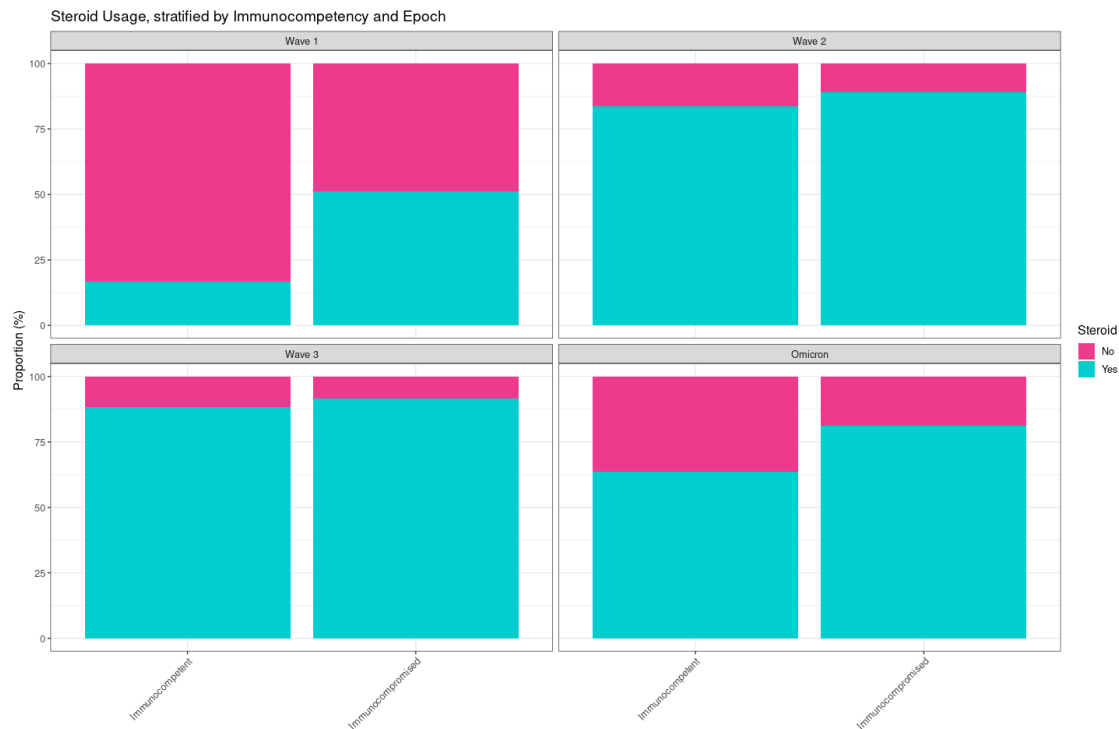 Steroid Usage, stratified by Immunocompetency and Epoch
Wave 1
Wave 2
100
75
50
25
0
Wave 3
Omicron
100
75
50
25
0
Proportion (%)
Immunocompetent
Immunocompromised
Immunocompetent
Immunocompromised
Steroid
No
Yes